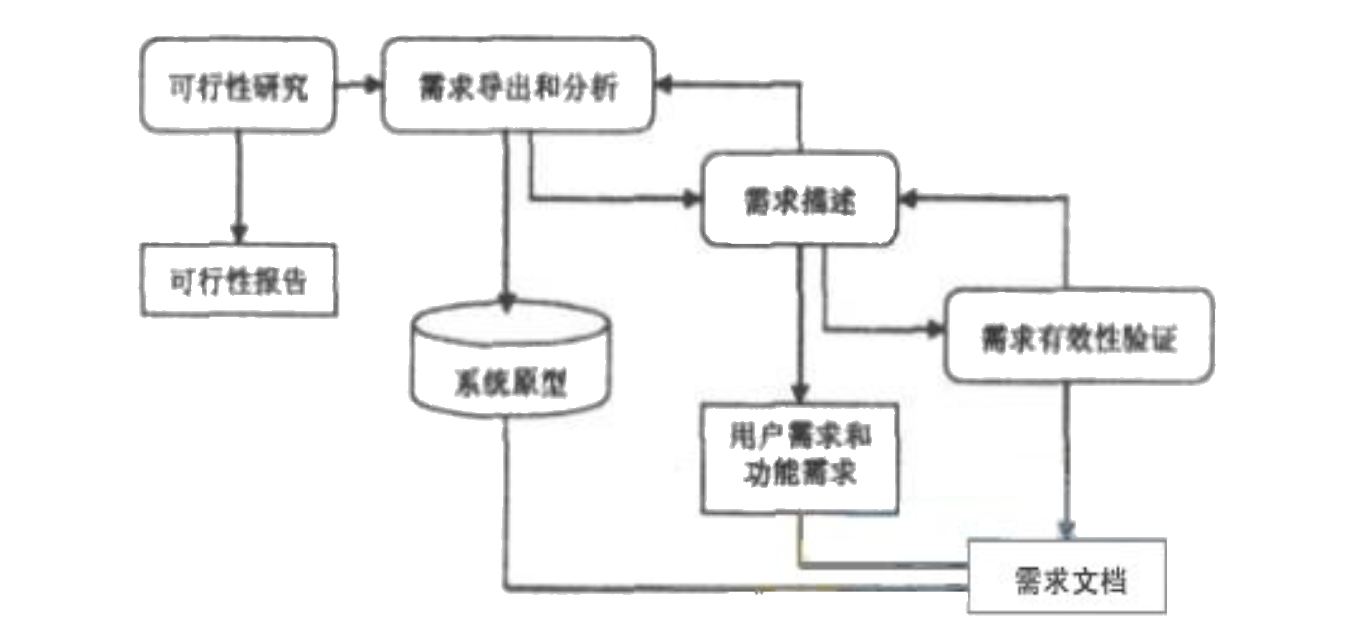 可行性研究
需求导出和分析
需求描述
可行性报告
需求有效性验证
系统原型
用户需求和
功能需求
需求文档